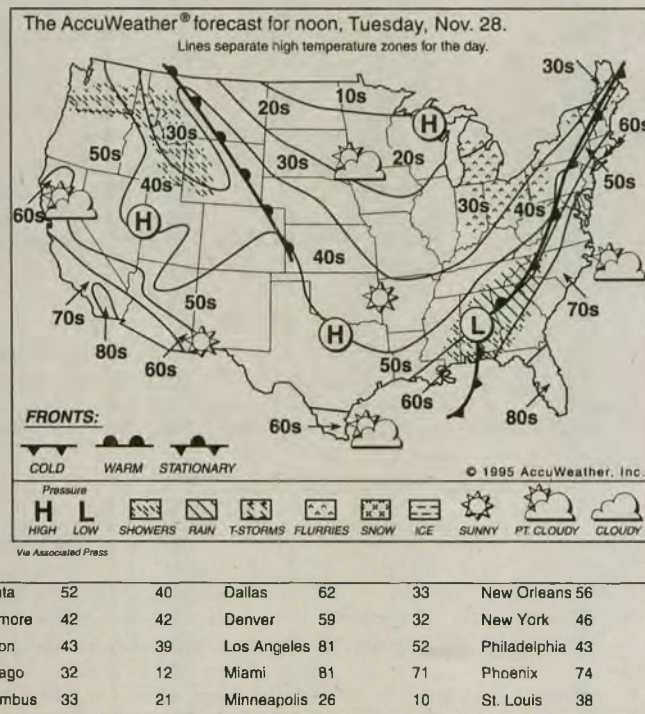 The AccuWeather® forecast for noon, Tuesday, Nov. 28.
Lines separate high temperature zones for the day.
30s
10s
20s
H
60s
30s
50s
20s
30s
50s
40s
30s
40s
60s
H
40s
50s
70s
70s
L
80s
H
60s
50s
60s
80s
60s
FRONTS:
COLD WARM STATIONARY
© 1995 AccuWeather, Inc.
Pressure
H L
HIGH LOW SHOWERS RAIN T-STORMS FLURRIES SNOW ICE SUNNY PT. CLOUDY CLOUDY
Via Associated Press
ta 52 40 Dallas 62 33 New Orleans 56
more 42 42 Denver 59 32 New York 46
on 43 39 Los Angeles 81 52 Philadelphia 43
ago 32 12 Miami 81 71 Phoenix 74
mbus 33 21 Minneapolis 26 10 St. Louis 38